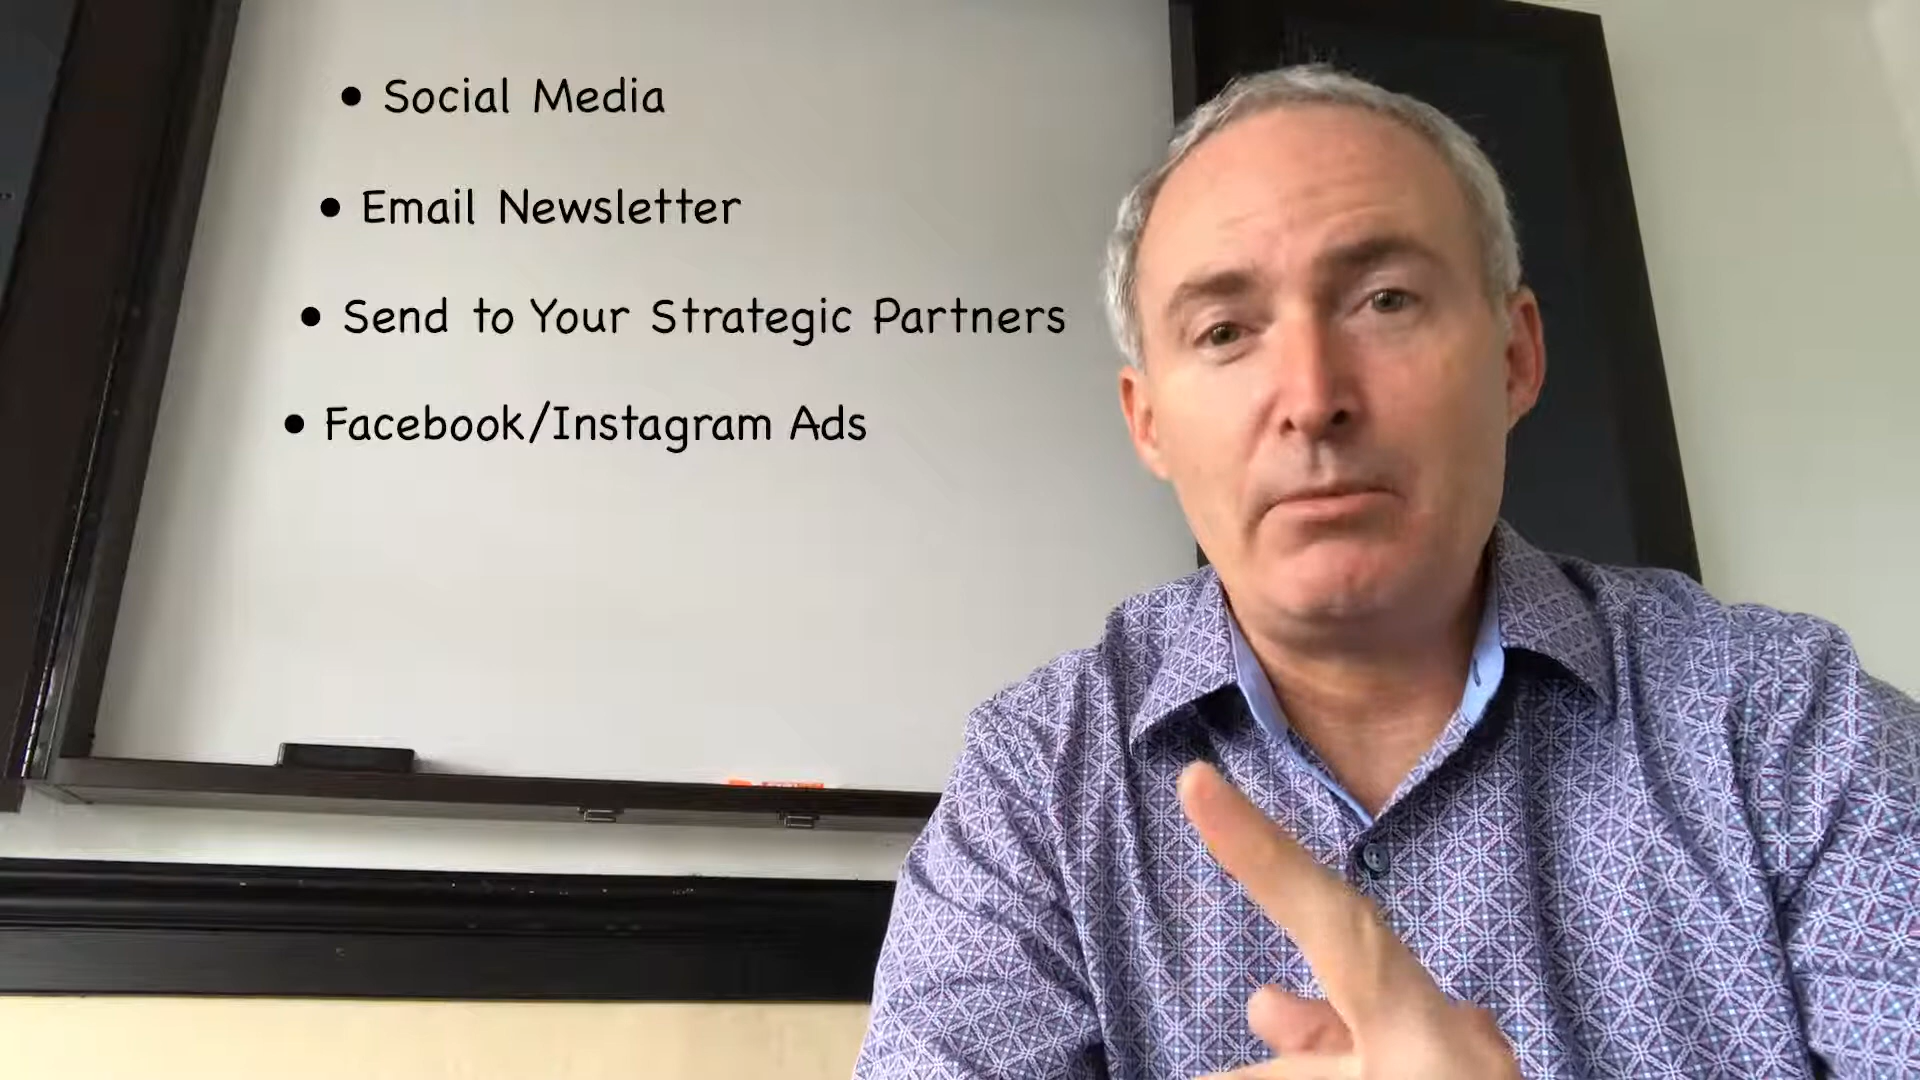 • Social Media
• Email Newsletter
• Send to Your Strategic Partners
• Facebook/Instagram Ads